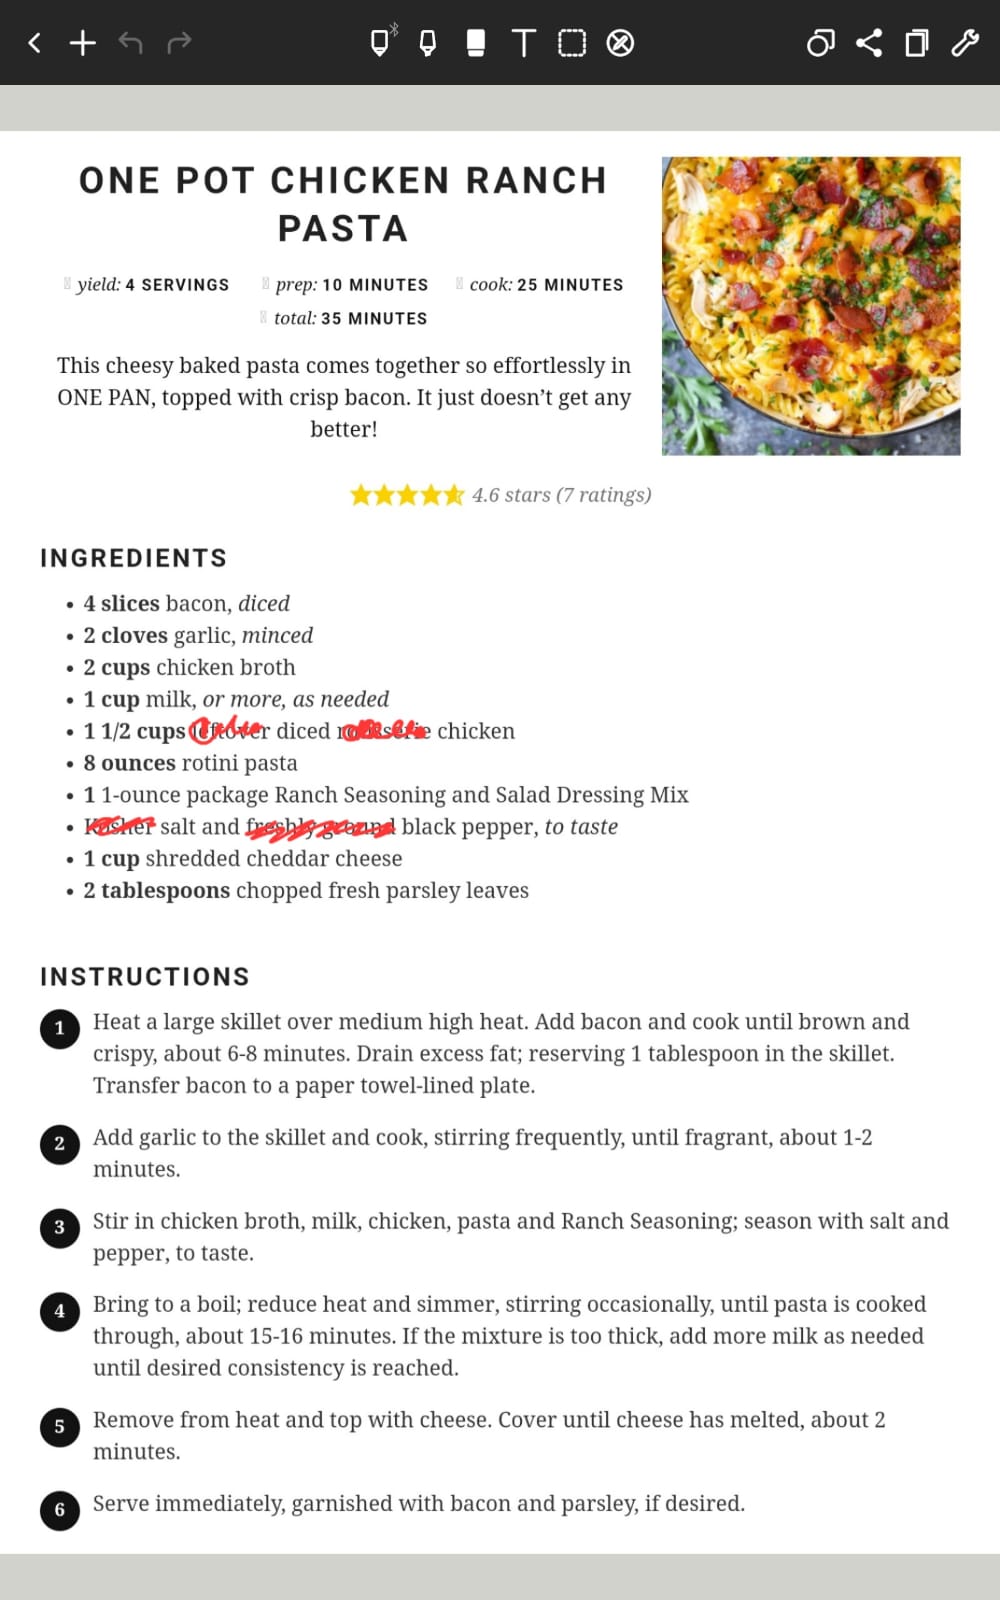 ONE POT CHICKEN RANCH
PASTA
yield: 4 SERVINGS prep: 10 MINUTES cook: 25 MINUTES
total: 35 MINUTES
This cheesy baked pasta comes together so effortlessly in
ONE PAN, topped with crisp bacon. It just doesn’t get any
better!
4.6 stars (7 ratings)
INGREDIENTS
• 4 slices bacon, diced
• 2 cloves garlic, minced
• 2 cups chicken broth
• 1 cup milk, or more, as needed
• 1 1/2 cups leftover diced rotisserie chicken
• 8 ounces rotini pasta
• 1 1-ounce package Ranch Seasoning and Salad Dressing Mix
• Kosher salt and freshly ground black pepper, to taste
• 1 cup shredded cheddar cheese
• 2 tablespoons chopped fresh parsley leaves
INSTRUCTIONS
1 Heat a large skillet over medium high heat. Add bacon and cook until brown and
crispy, about 6-8 minutes. Drain excess fat; reserving 1 tablespoon in the skillet.
Transfer bacon to a paper towel-lined plate.
2 Add garlic to the skillet and cook, stirring frequently, until fragrant, about 1-2
minutes.
3 Stir in chicken broth, milk, chicken, pasta and Ranch Seasoning; season with salt and
pepper, to taste.
4 Bring to a boil; reduce heat and simmer, stirring occasionally, until pasta is cooked
through, about 15-16 minutes. If the mixture is too thick, add more milk as needed
until desired consistency is reached.
5 Remove from heat and top with cheese. Cover until cheese has melted, about 2
minutes.
6 Serve immediately, garnished with bacon and parsley, if desired.